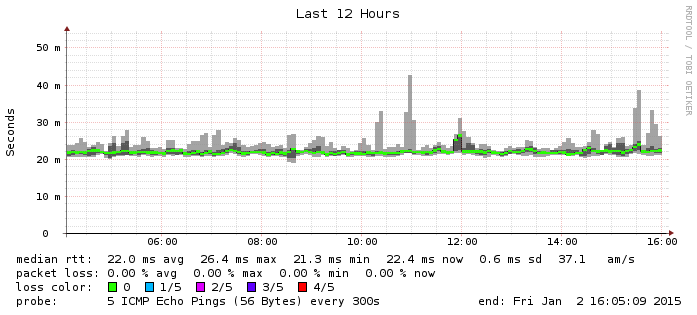 Last 12 Hours
RRDTOOL / TOBI OETIKER
Seconds
50 m
40 m
30 m
20 m
10 m
0
06:00 08:00 10:00 12:00 14:00 16:00
median rtt: 22.0 ms avg 26.4 ms max 21.3 ms min 22.4 ms now 0.6 ms sd 37.1 am/s
packet loss: 0.00 % avg 0.00 % max 0.00 % min 0.00 % now
loss color: 0 1/5 2/5 3/5 4/5
probe: 5 ICMP Echo Pings (56 Bytes) every 300s end: Fri Jan 2 16:05:09 2015